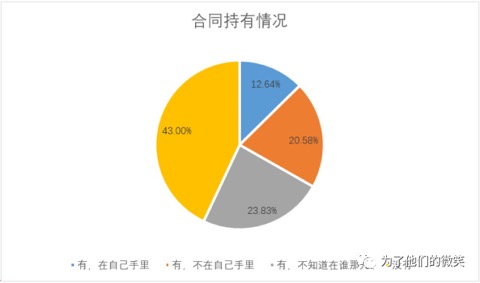 合同持有情况
12.64%
20.58%
23.83%
43.00%
有、在自己手里 有、不在自己手里 有、不知道在谁那 没有
为了他们的微笑